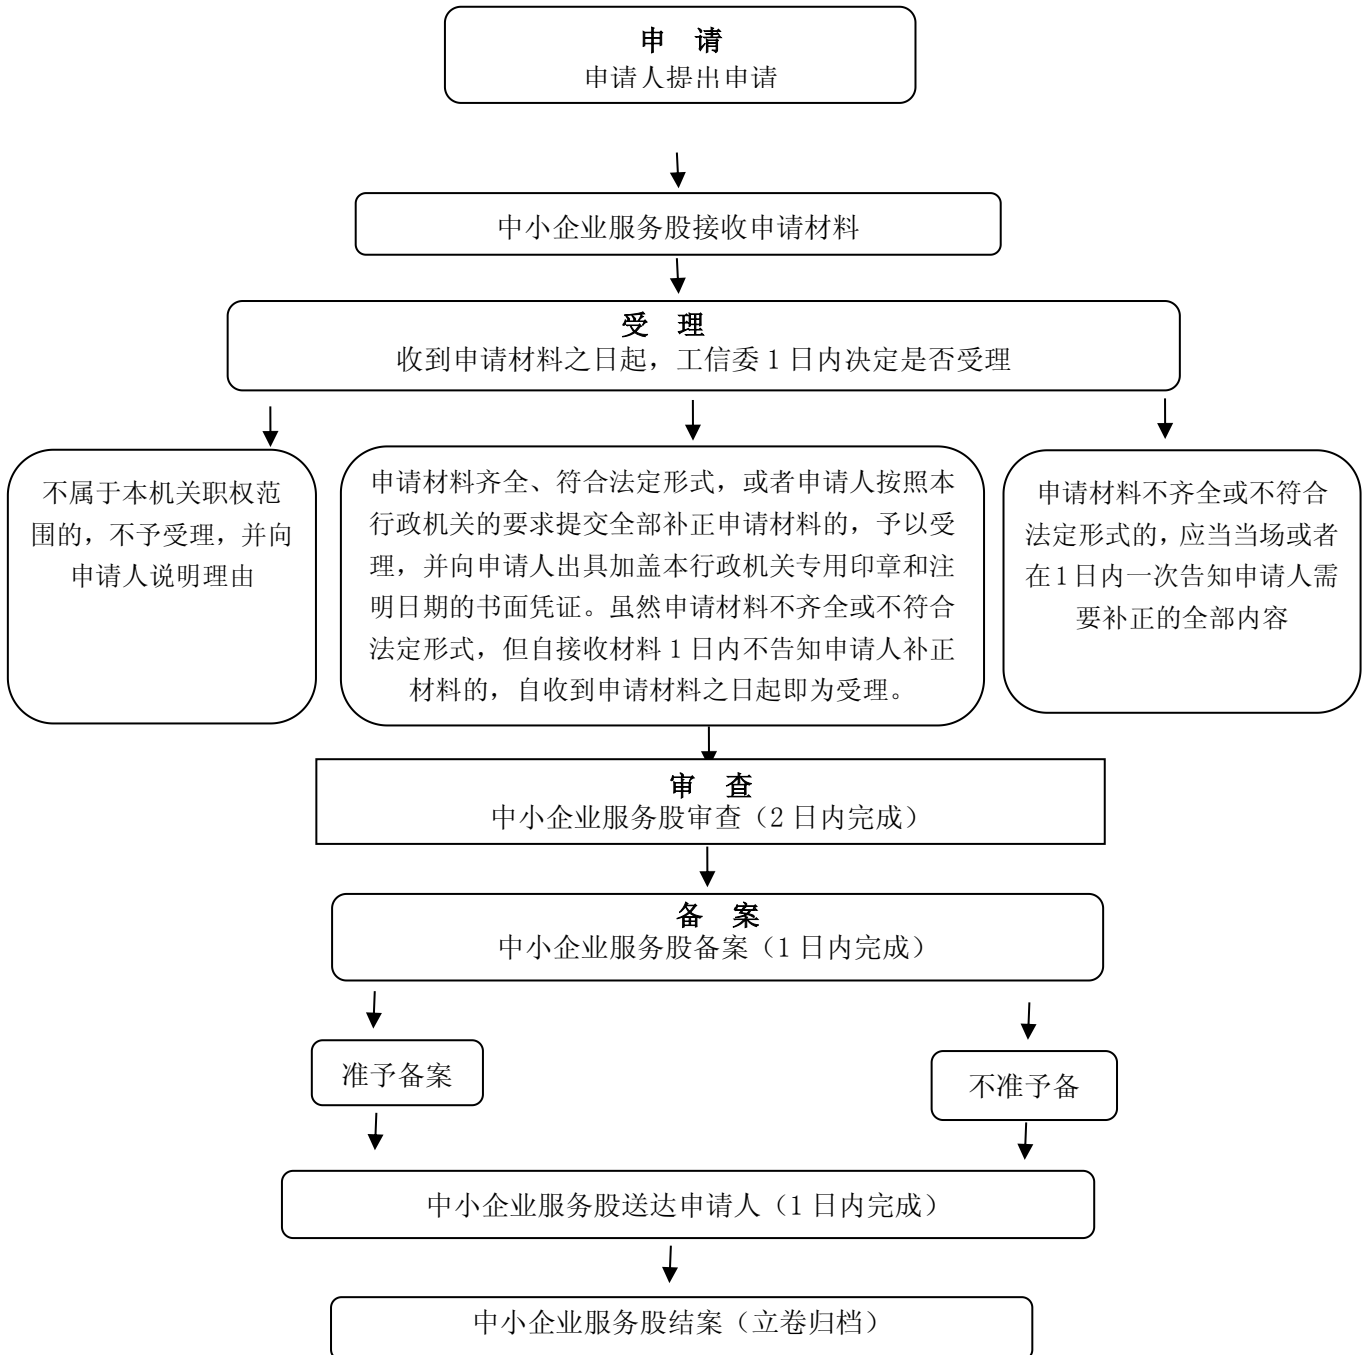 申 请
申请人提出申请
中小企业服务股接收申请材料
受 理
收到申请材料之日起，工信委 1 日内决定是否受理
不属于本机关职权范
围的，不予受理，并向
申请人说明理由
申请材料齐全、符合法定形式，或者申请人按照本
行政机关的要求提交全部补正申请材料的，予以受
理，并向申请人出具加盖本行政机关专用印章和注
明日期的书面凭证。虽然申请材料不齐全或不符合
法定形式，但自接收材料 1 日内不告知申请人补正
材料的，自收到申请材料之日起即为受理。
申请材料不齐全或不符合
法定形式的，应当当场或者
在1日内一次告知申请人需
要补正的全部内容
审 查
中小企业服务股审查（2 日内完成）
备 案
中小企业服务股备案（1 日内完成）
准予备案
不准予备
中小企业服务股送达申请人（1 日内完成）
中小企业服务股结案（立卷归档）